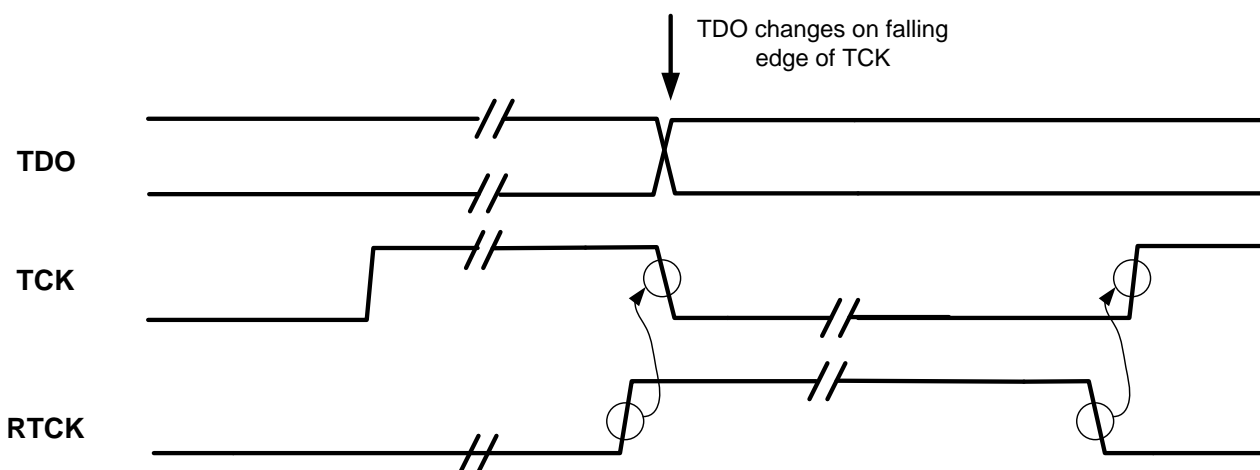 TDO changes on falling
edge of TCK
TDO
TCK
RTCK